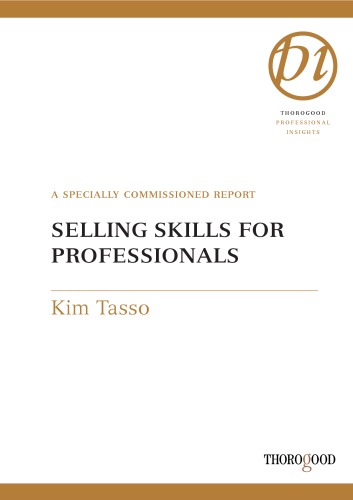 pi
THOROGOOD
PROFESSIONAL
INSIGHTS
A SPECIALLY COMMISSIONED REPORT
SELLING SKILLS FOR
PROFESSIONALS
Kim Tasso
THOROGOOD